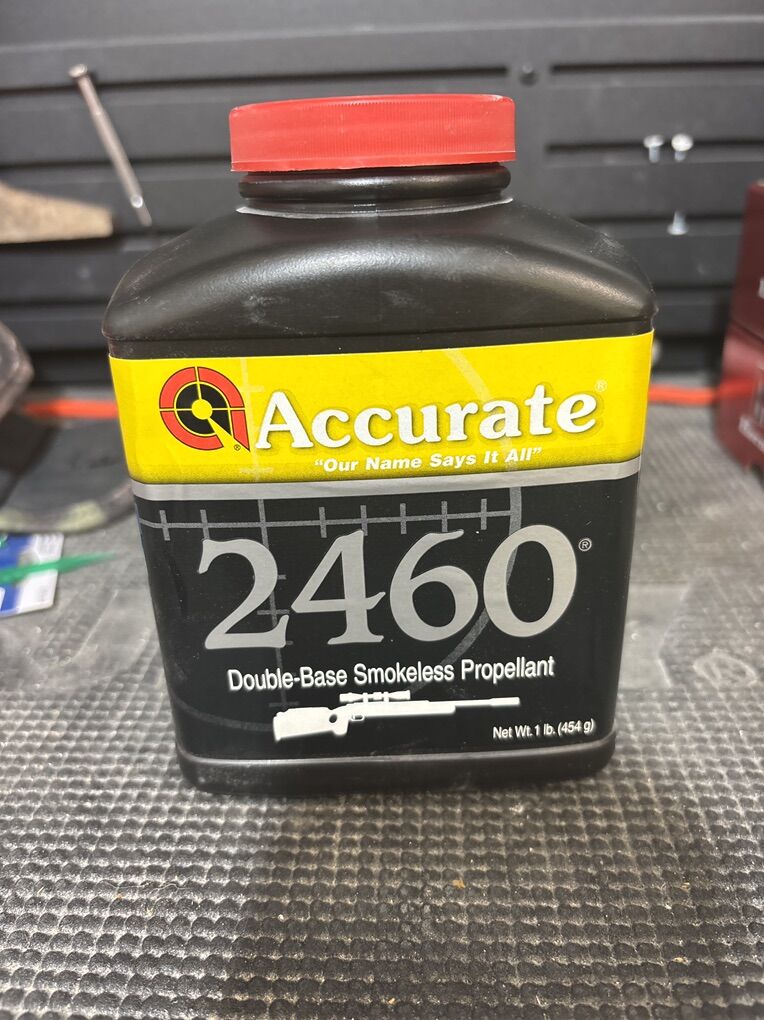 Accurate®
"Our Name Says It All"
2460®
Double-Base Smokeless Propellant
Net Wt. 1 lb. (454 g)